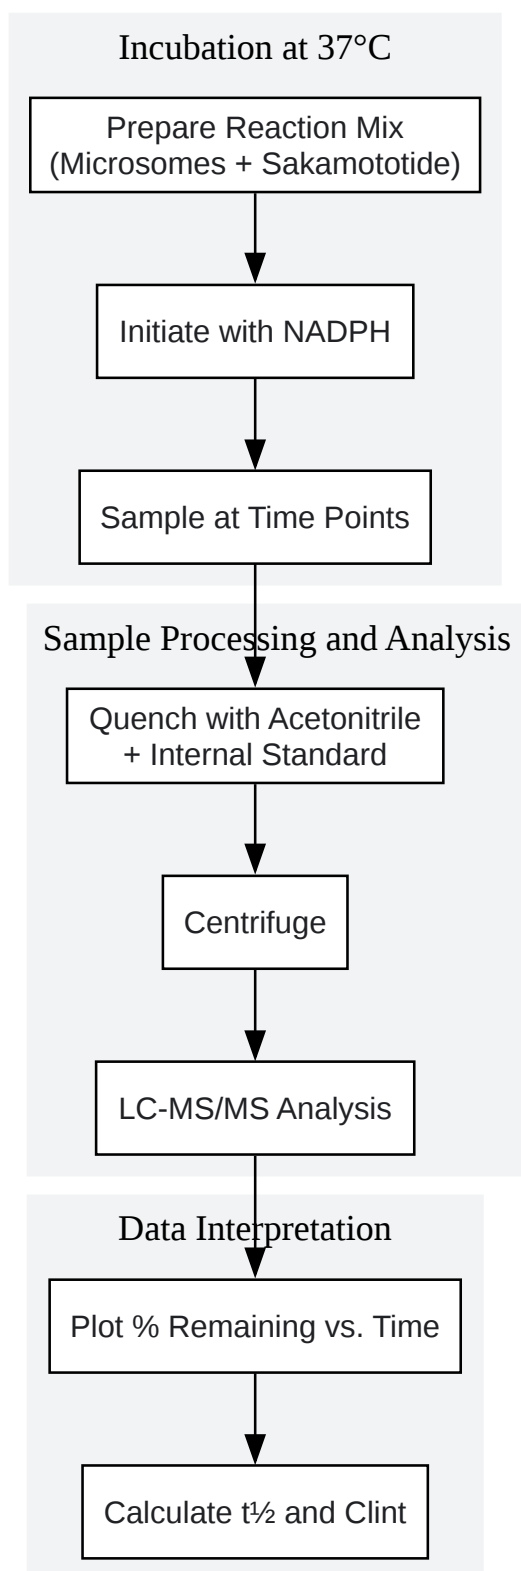 Incubation at 37°C
Prepare Reaction Mix
(Microsomes + Sakamototide)
Initiate with NADPH
Sample at Time Points
Sample Processing and Analysis
Quench with Acetonitrile
+ Internal Standard
Centrifuge
LC-MS/MS Analysis
Data Interpretation
Plot % Remaining vs. Time
Calculate t½ and Clint